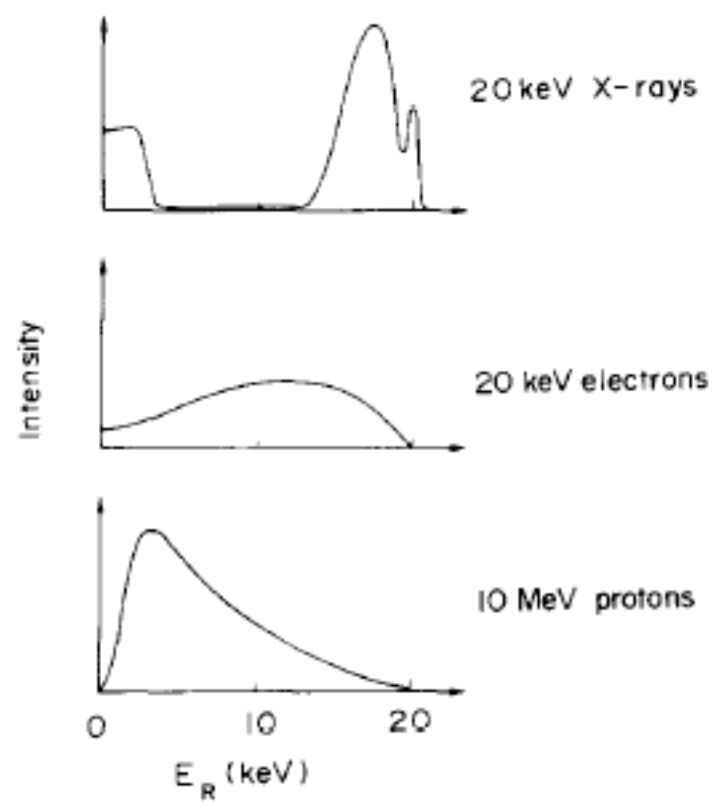 20 keV X-rays
Intensity
20 keV electrons
10 MeV protons
0 10 20
E_R (keV)